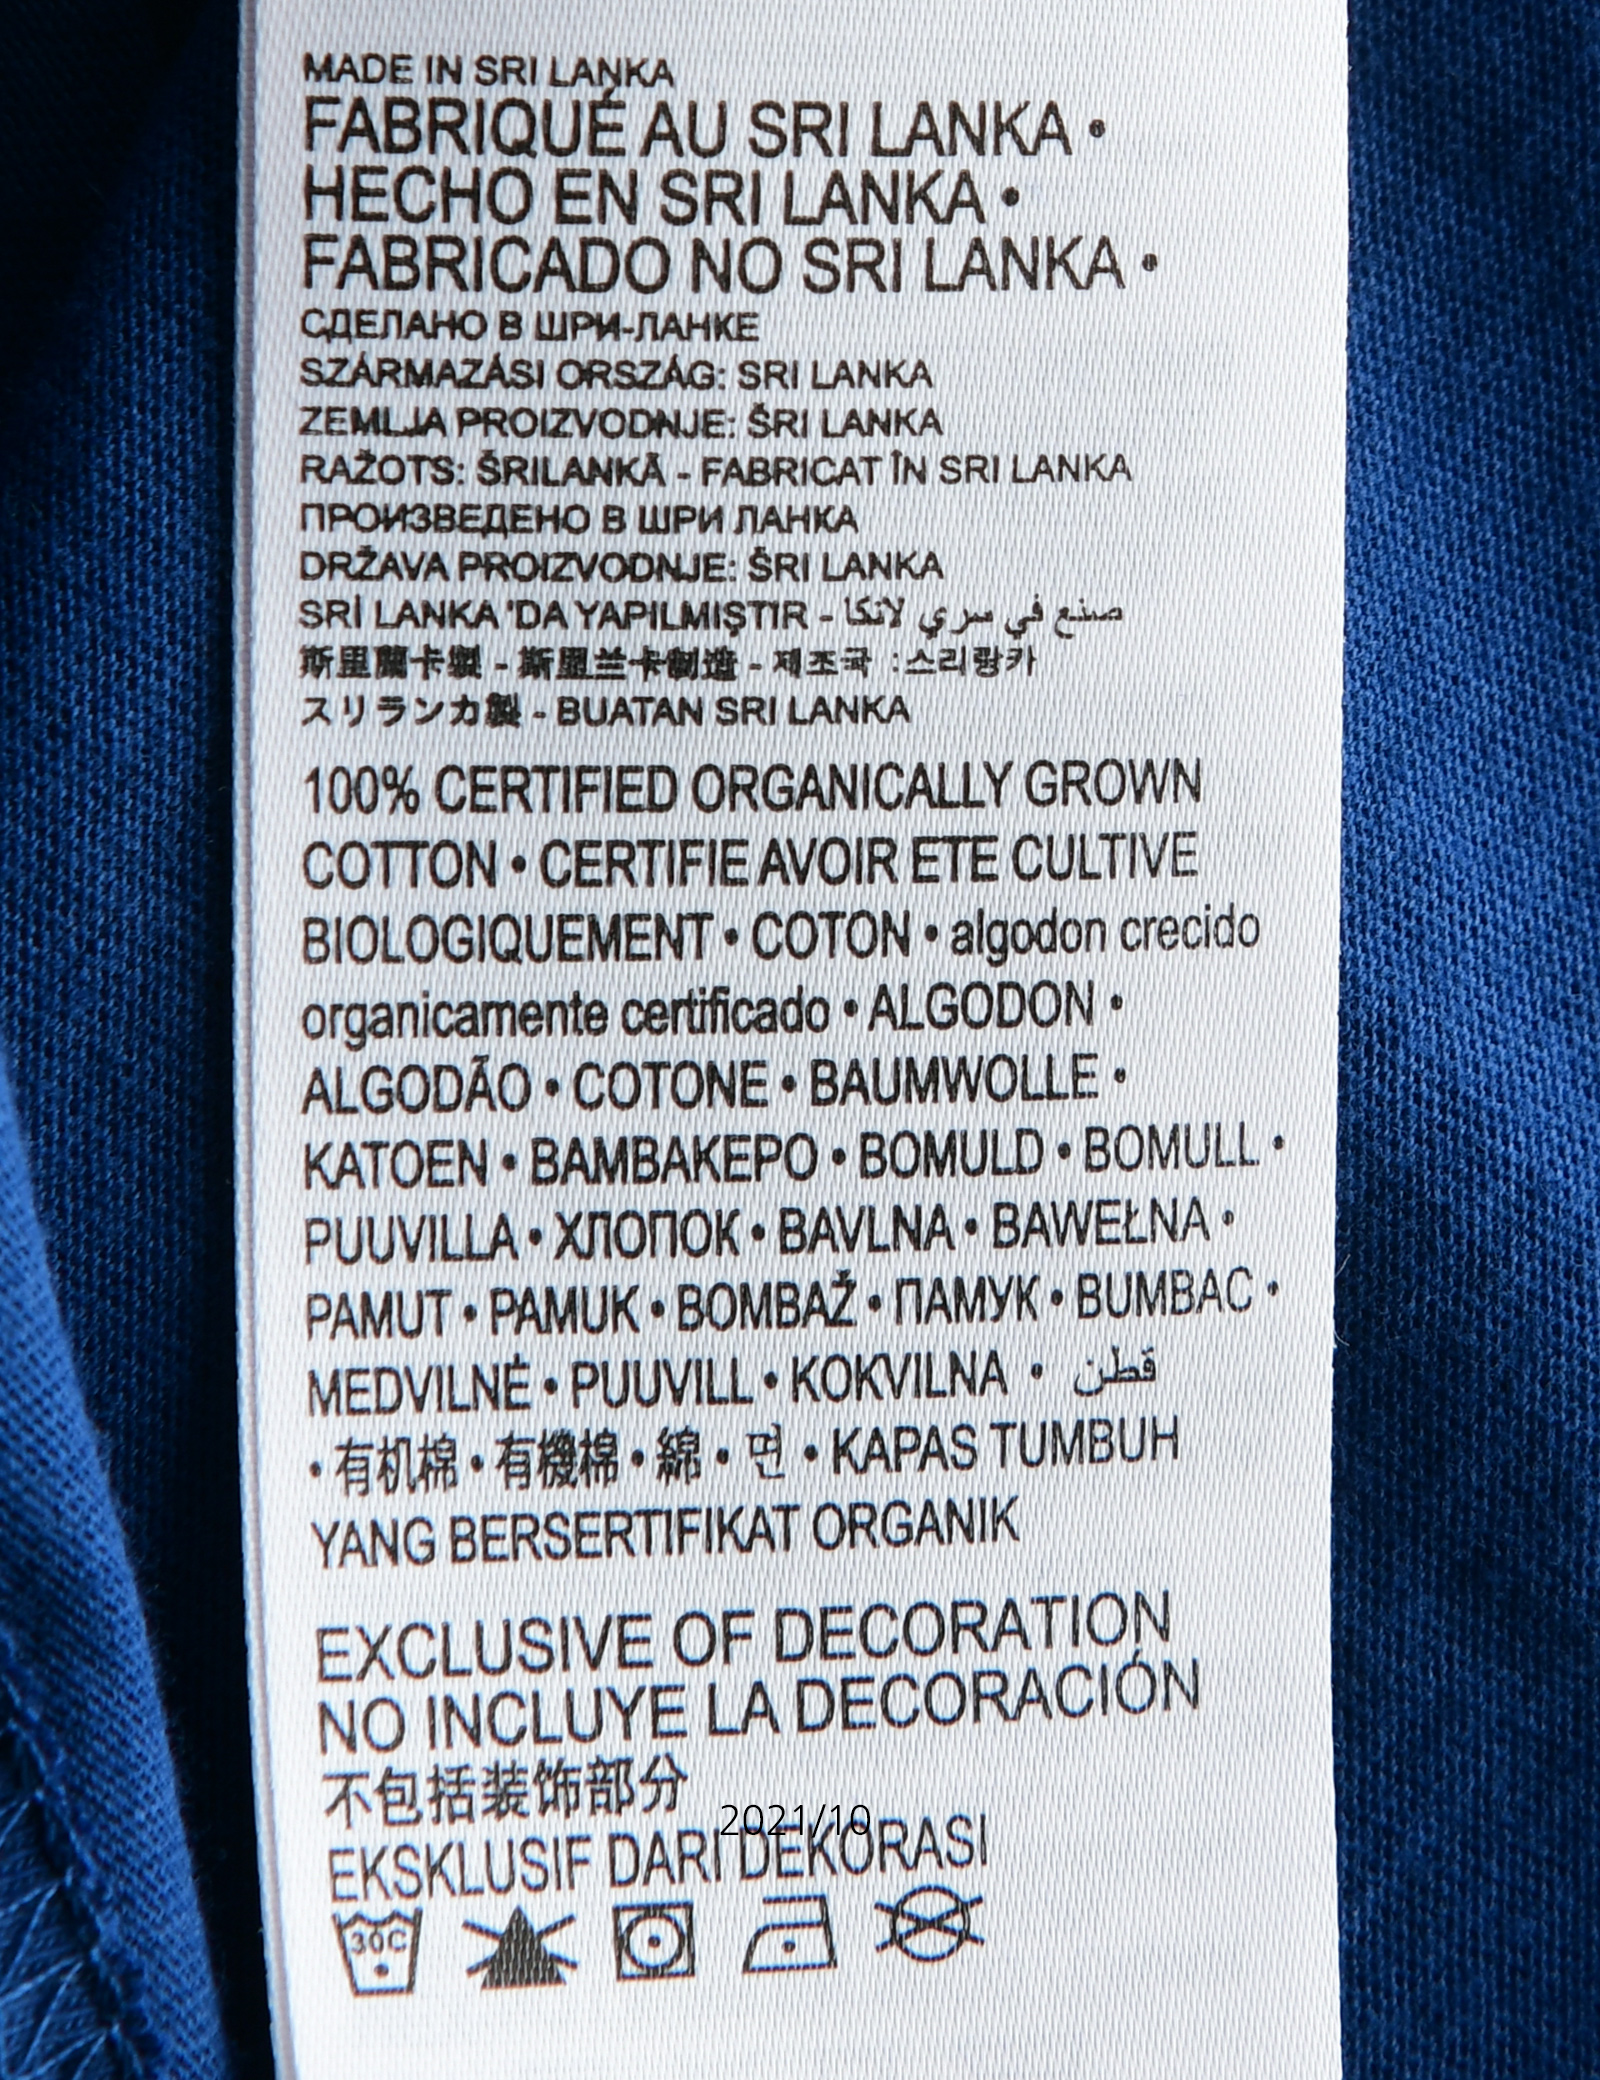 MADE IN SRI LANKA
FABRIQUÉ AU SRI LANKA •
HECHO EN SRI LANKA •
FABRICADO NO SRI LANKA •
СДЕЛАНО В ШРИ-ЛАНКЕ
SZÁRMAZÁSI ORSZÁG: SRI LANKA
ZEMLJA PROIZVODNJE: ŠRI LANKA
RAŽOTS: ŠRILANKĀ - FABRICAT ÎN SRI LANKA
ПРОИЗВЕДЕНО В ШРИ ЛАНКА
DRŽAVA PROIZVODNJE: ŠRI LANKA
SRİ LANKA 'DA YAPILMIŞTIR - صنع في سري لانكا
斯里蘭卡製 - 斯里兰卡制造 - 제조국 :스리랑카
スリランカ製 - BUATAN SRI LANKA
100% CERTIFIED ORGANICALLY GROWN
COTTON • CERTIFIE AVOIR ETE CULTIVE
BIOLOGIQUEMENT • COTON • algodon crecido
organicamente certificado • ALGODON •
ALGODÃO • COTONE • BAUMWOLLE •
KATOEN • BAMBAKEPO • BOMULD • BOMULL •
PUUVILLA • ХЛОПОК • BAVLNA • BAWEŁNA •
PAMUT • PAMUK • BOMBAŽ • ПАМУК • BUMBAC •
MEDVILNĖ • PUUVILL • KOKVILNA • قطن
• 有机棉 • 有機棉 • 綿 • 면 • KAPAS TUMBUH
YANG BERSERTIFIKAT ORGANIK
EXCLUSIVE OF DECORATION
NO INCLUYE LA DECORACIÓN
不包括装饰部分
2021/10
EKSKLUSIF DARI DEKORASI
30C